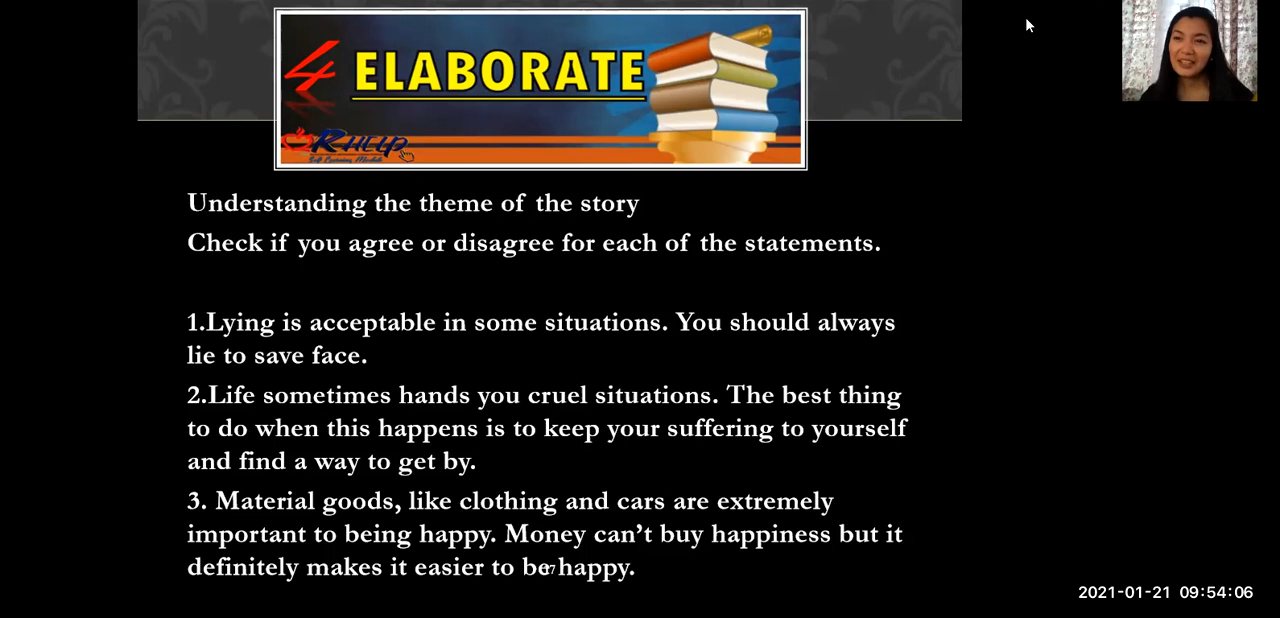 4 ELABORATE
RHELP
Self Learning Module
Understanding the theme of the story
Check if you agree or disagree for each of the statements.
1.Lying is acceptable in some situations. You should always
lie to save face.
2.Life sometimes hands you cruel situations. The best thing
to do when this happens is to keep your suffering to yourself
and find a way to get by.
3. Material goods, like clothing and cars are extremely
important to being happy. Money can’t buy happiness but it
definitely makes it easier to be happy.
2021-01-21 09:54:06